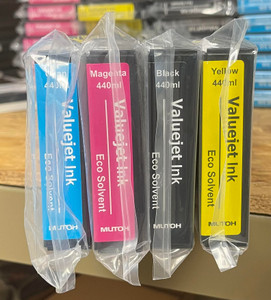 440ml
Valuejet Ink
Eco Solvent
MUTOH
Magenta
440ml
Valuejet Ink
Eco Solvent
MUTOH
Black
440ml
Valuejet Ink
Eco Solvent
MUTOH
Yellow
440ml
Valuejet Ink
Eco Solvent
MUTOH